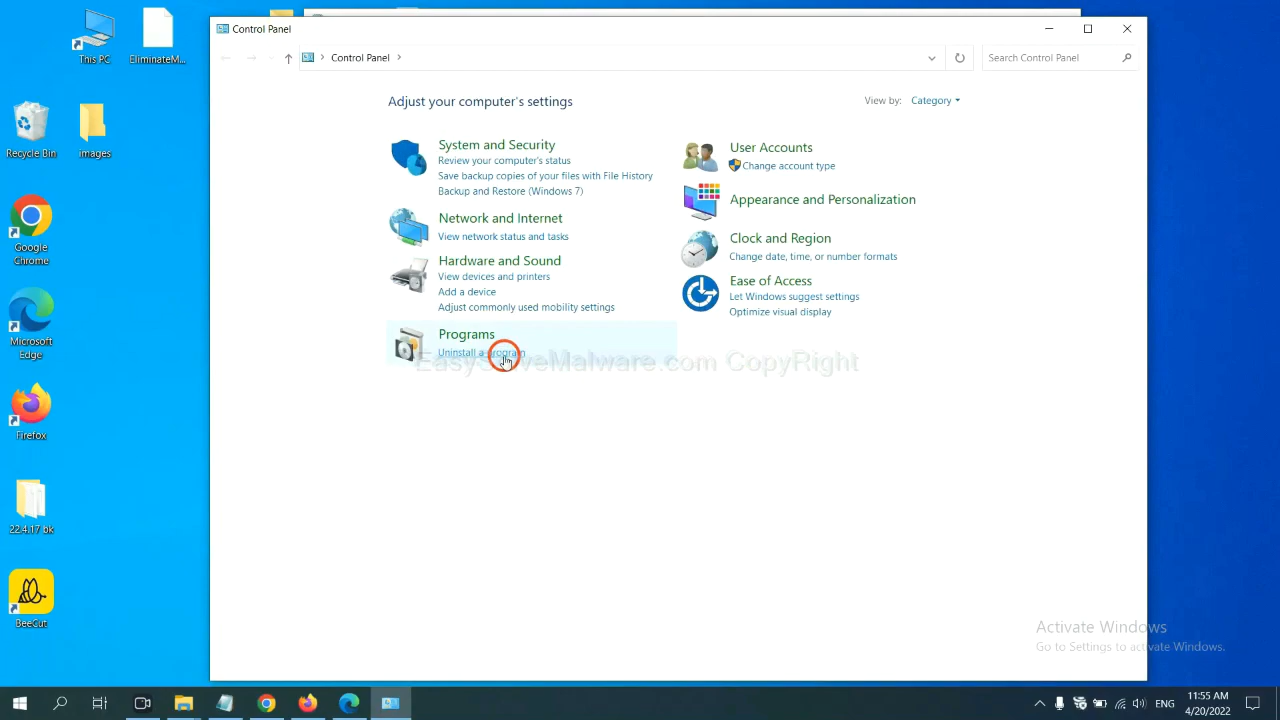 This PC
EliminateM...
Recycle Bin
images
Google
Chrome
Microsoft
Edge
Firefox
22.4.17 bk
BeeCut
Control Panel
Control Panel
Search Control Panel
Adjust your computer's settings
View by: Category
System and Security
Review your computer's status
Save backup copies of your files with File History
Backup and Restore (Windows 7)
Network and Internet
View network status and tasks
Hardware and Sound
View devices and printers
Add a device
Adjust commonly used mobility settings
Programs
Uninstall a program
User Accounts
Change account type
Appearance and Personalization
Clock and Region
Change date, time, or number formats
Ease of Access
Let Windows suggest settings
Optimize visual display
EasySolveMalware.com CopyRight
Activate Windows
Go to Settings to activate Windows.
ENG
11:55 AM
4/20/2022